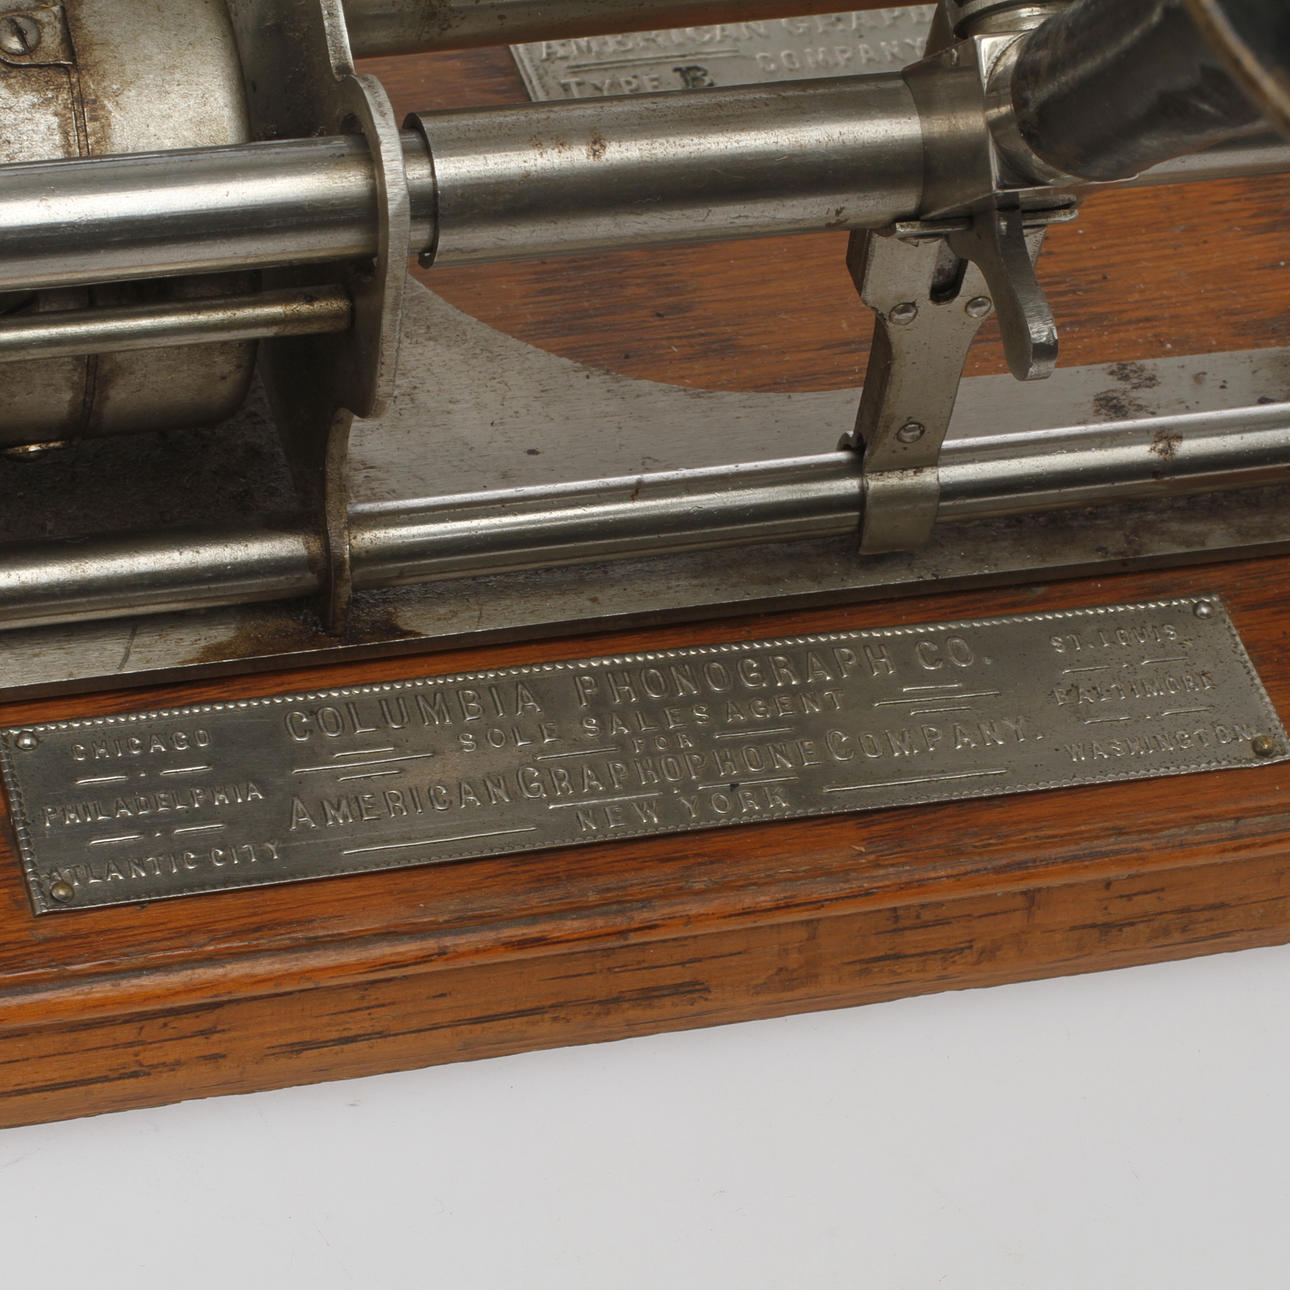 AMERICAN GRAPH
COMPANY
TYPE B
COLUMBIA PHONOGRAPH CO.
SOLE SALES AGENT
FOR
AMERICAN GRAPHOPHONE COMPANY.
NEW YORK
CHICAGO
PHILADELPHIA
ATLANTIC CITY
ST. LOUIS
BALTIMORE
WASHINGTON